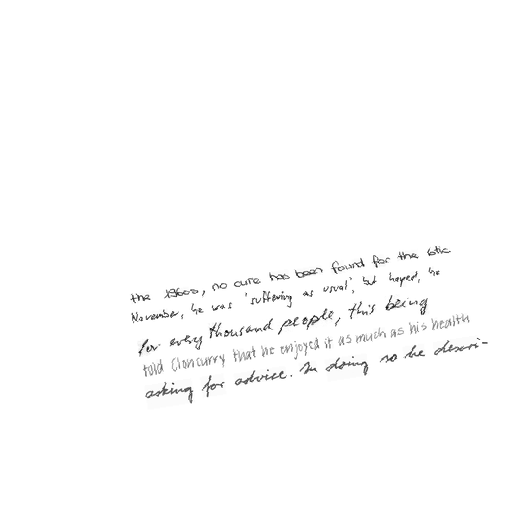 the 1960s, no cure has been found for the
November, he was 'suffering as usual', but hoped, he
for every thousand people, this being
told Cloncurry that he enjoyed it as much as his health
asking for advice. In doing so he descri-